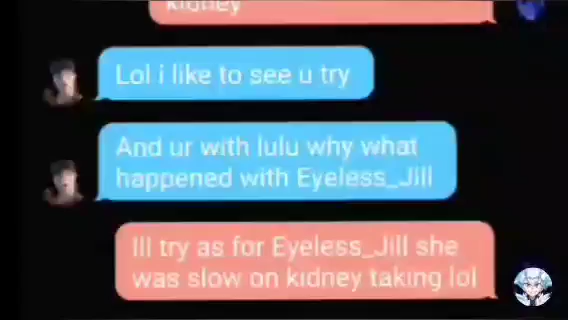 kidney
Lol i like to see u try
And ur with lulu why what
happened with Eyeless_Jill
Ill try as for Eyeless_Jill she
was slow on kidney taking lol